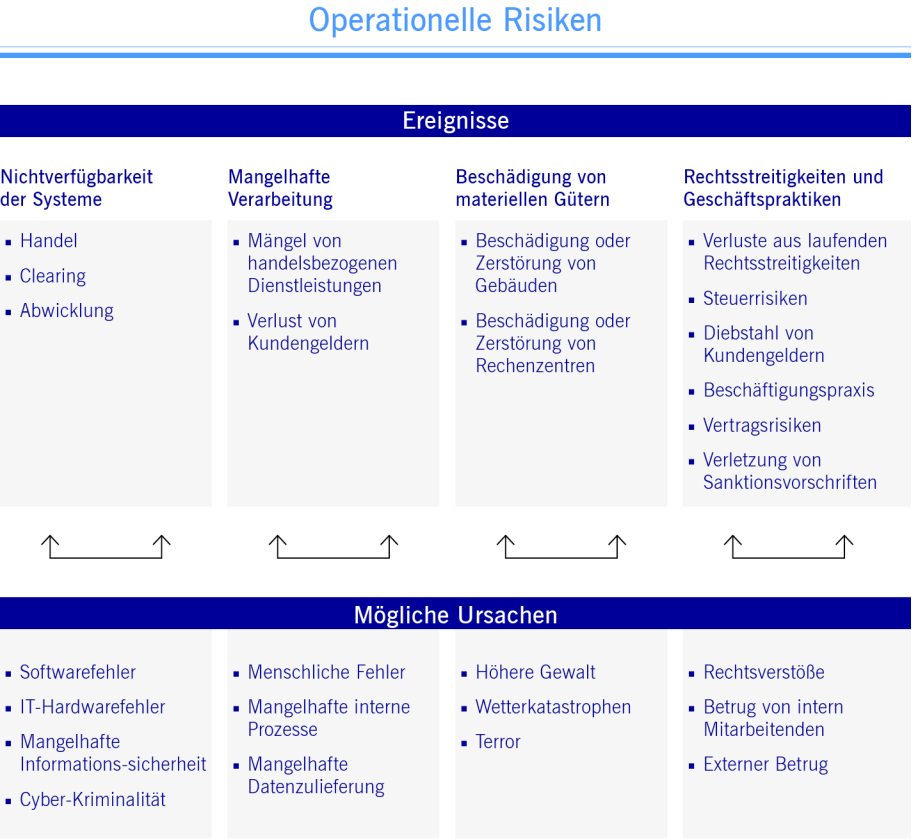 Operationelle Risiken
Ereignisse
Nichtverfügbarkeit
der Systeme
▪ Handel
▪ Clearing
▪ Abwicklung
Mangelhafte
Verarbeitung
▪ Mängel von
handelsbezogenen
Dienstleistungen
▪ Verlust von
Kundengeldern
Beschädigung von
materiellen Gütern
▪ Beschädigung oder
Zerstörung von
Gebäuden
▪ Beschädigung oder
Zerstörung von
Rechenzentren
Rechtsstreitigkeiten und
Geschäftspraktiken
▪ Verluste aus laufenden
Rechtsstreitigkeiten
▪ Steuerrisiken
▪ Diebstahl von
Kundengeldern
▪ Beschäftigungspraxis
▪ Vertragsrisiken
▪ Verletzung von
Sanktionsvorschriften
Mögliche Ursachen
▪ Softwarefehler
▪ IT-Hardwarefehler
▪ Mangelhafte
Informations-sicherheit
▪ Cyber-Kriminalität
▪ Menschliche Fehler
▪ Mangelhafte interne
Prozesse
▪ Mangelhafte
Datenzulieferung
▪ Höhere Gewalt
▪ Wetterkatastrophen
▪ Terror
▪ Rechtsverstöße
▪ Betrug von intern
Mitarbeitenden
▪ Externer Betrug